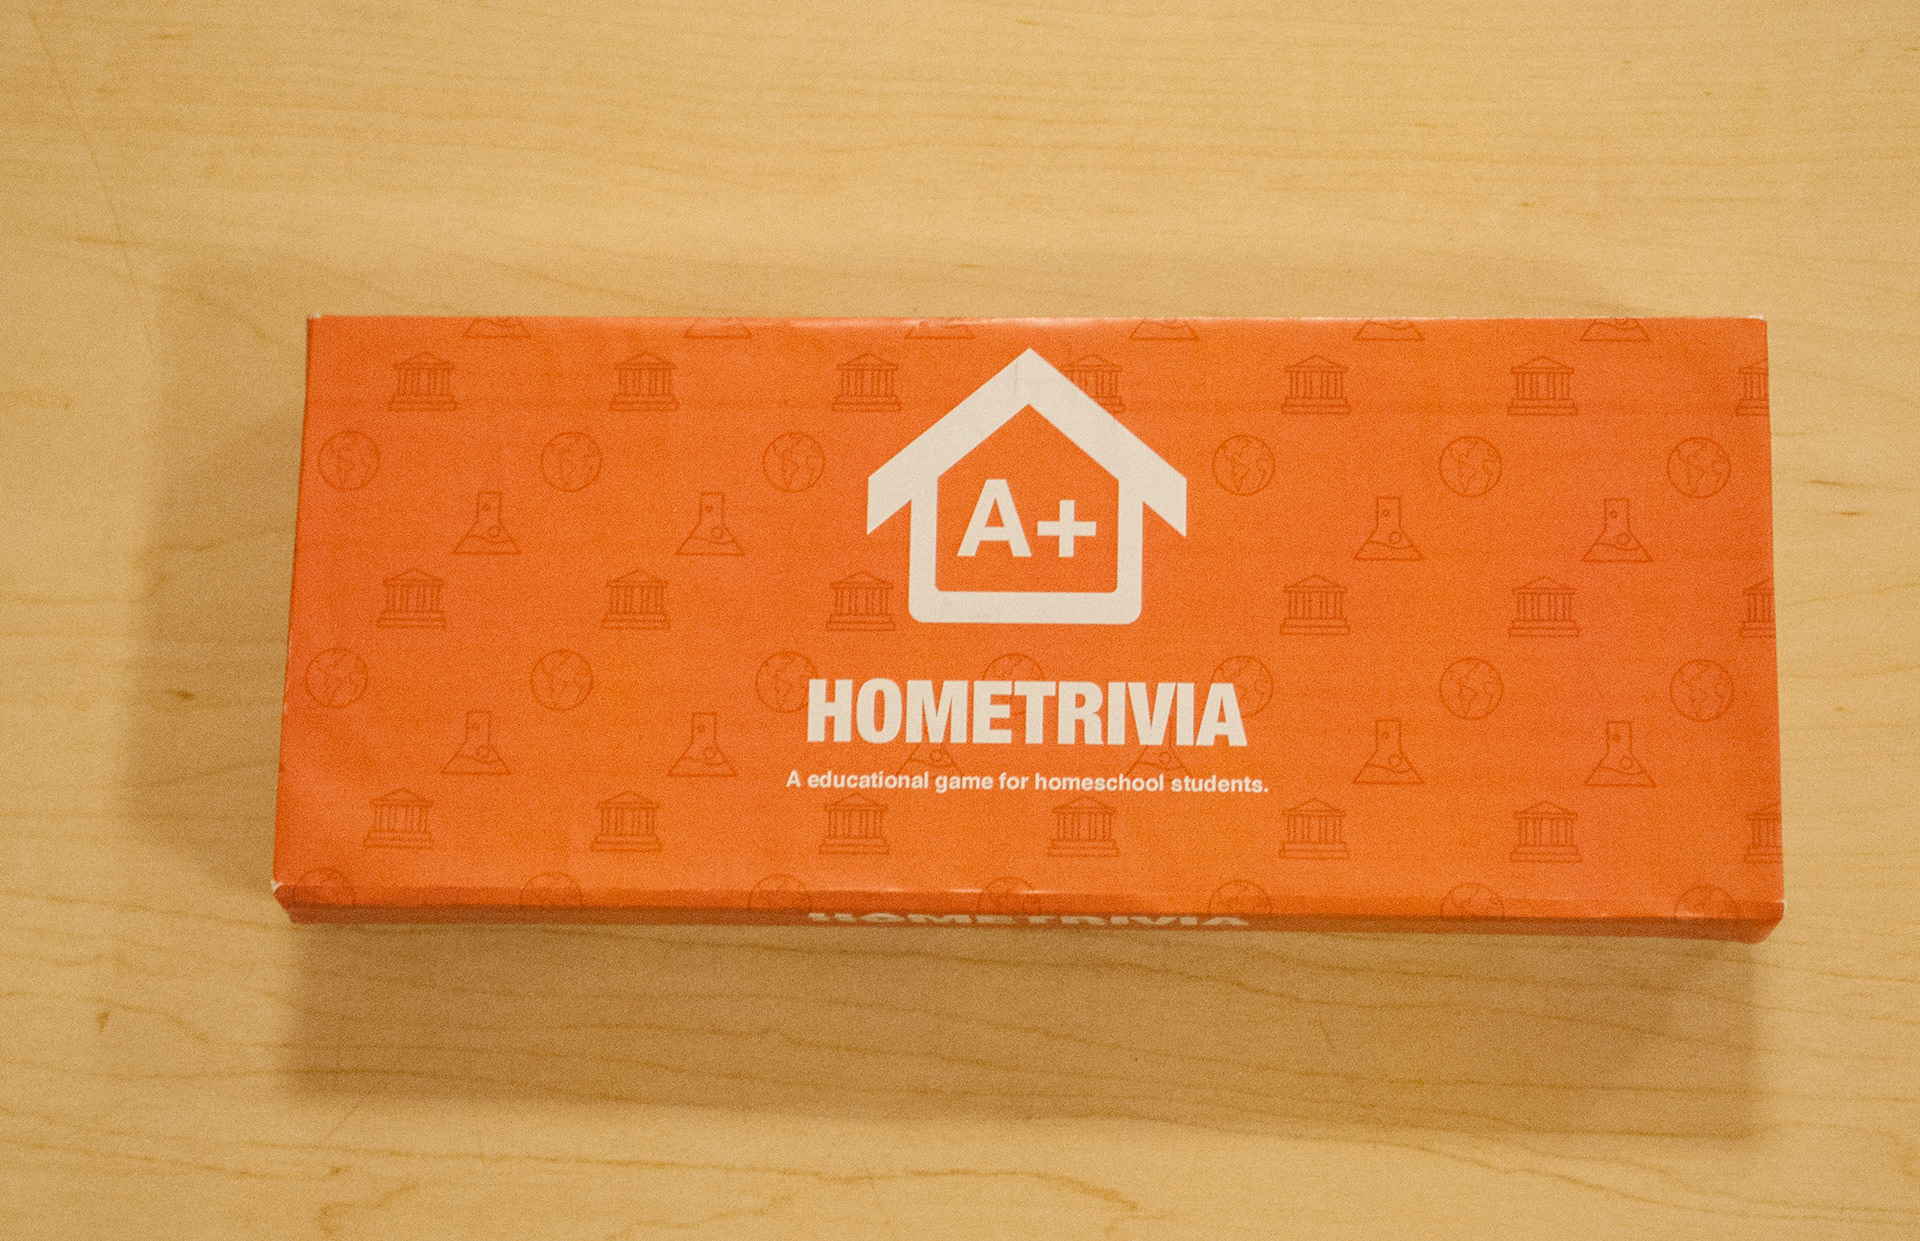 A+
HOMETRIVIA
A educational game for homeschool students.
HOMETRIVIA